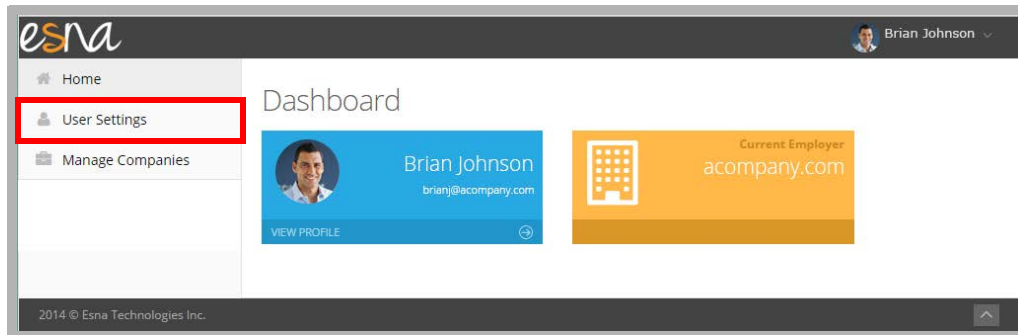 esna
Brian Johnson
Home
User Settings
Manage Companies
Dashboard
Brian Johnson
brianj@acompany.com
VIEW PROFILE
Current Employer
acompany.com
2014 © Esna Technologies Inc.